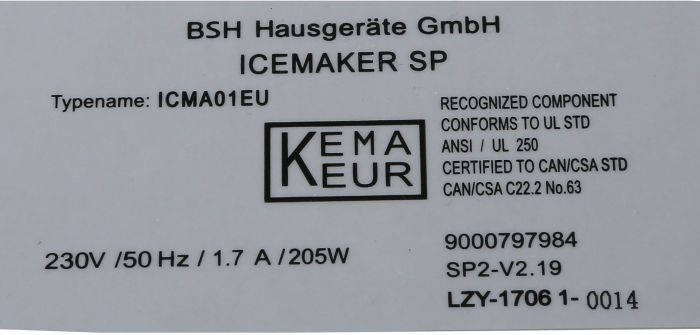 BSH Hausgeräte GmbH
ICEMAKER SP
Typename: ICMA01EU
KEMA
KEUR
RECOGNIZED COMPONENT
CONFORMS TO UL STD
ANSI / UL 250
CERTIFIED TO CAN/CSA STD
CAN/CSA C22.2 No.63
230V /50 Hz / 1.7 A /205W
9000797984
SP2-V2.19
LZY-1706 1- 0014